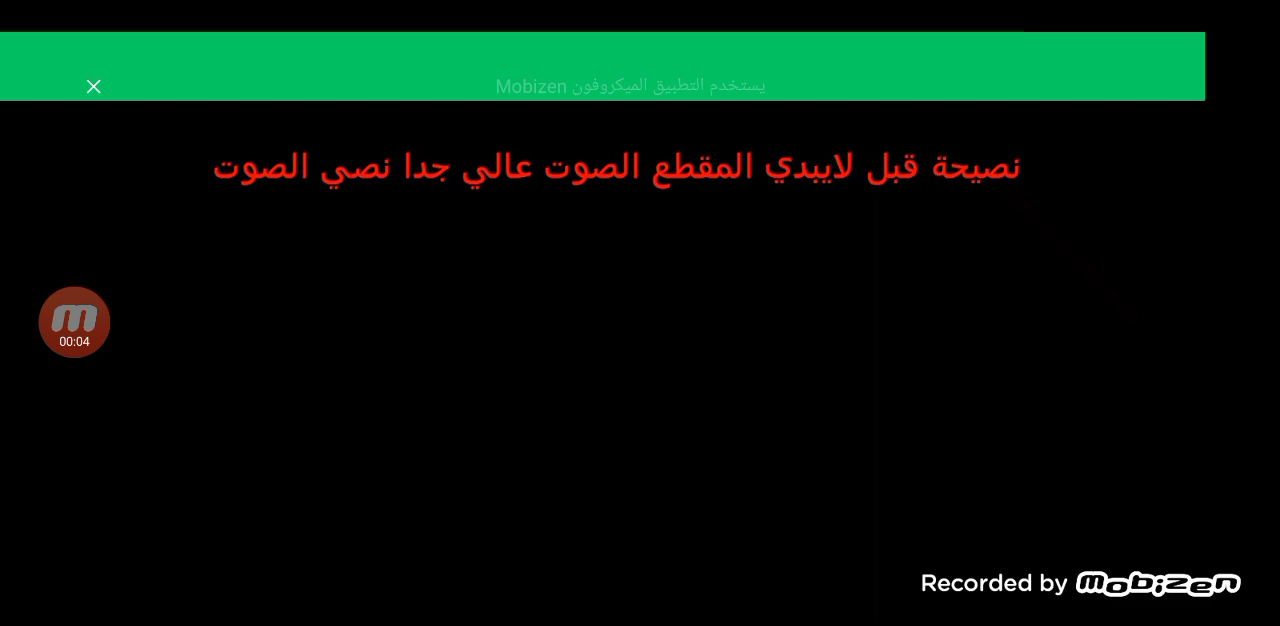 يستخدم التطبيق الميكروفون Mobizen
نصيحة قبل لايبدي المقطع الصوت عالي جدا نصي الصوت
m
00:04
Recorded by mobizen